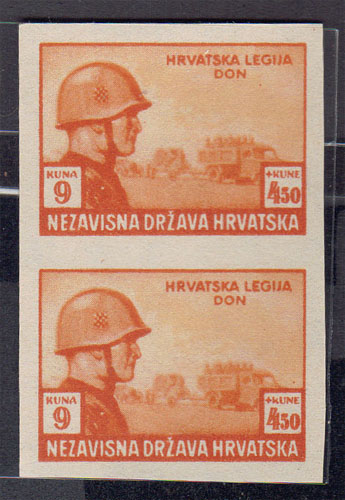 HRVATSKA LEGIJA
DON
KUNA
9
+KUNE
4.50
NEZAVISNA DRŽAVA HRVATSKA
HRVATSKA LEGIJA
DON
KUNA
9
+KUNE
4.50
NEZAVISNA DRŽAVA HRVATSKA